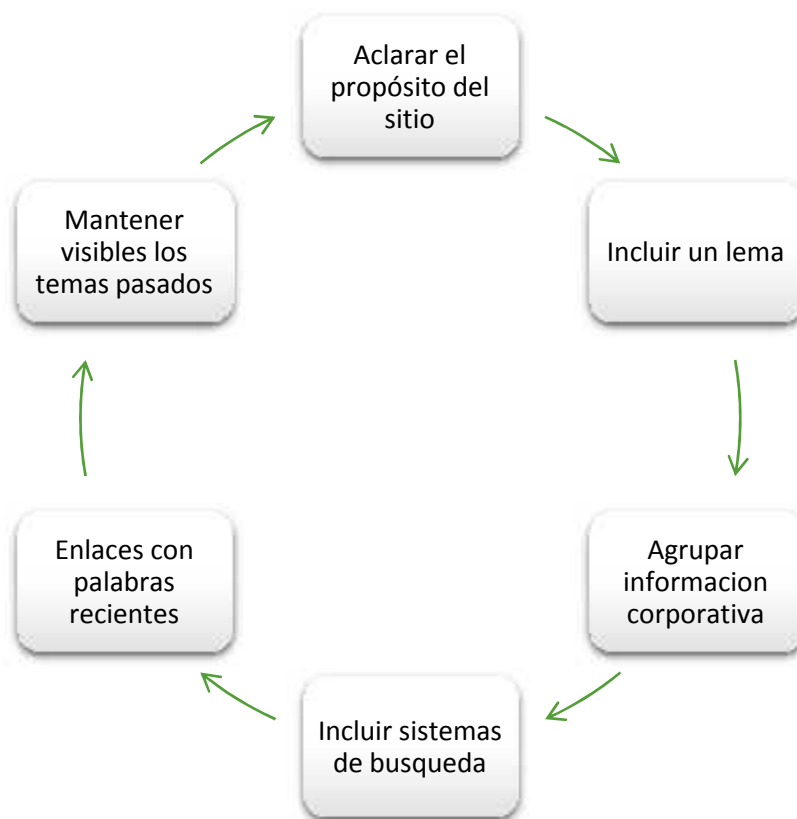 Aclarar el
propósito del
sitio
Incluir un lema
Agrupar
informacion
corporativa
Incluir sistemas
de busqueda
Enlaces con
palabras
recientes
Mantener
visibles los
temas pasados